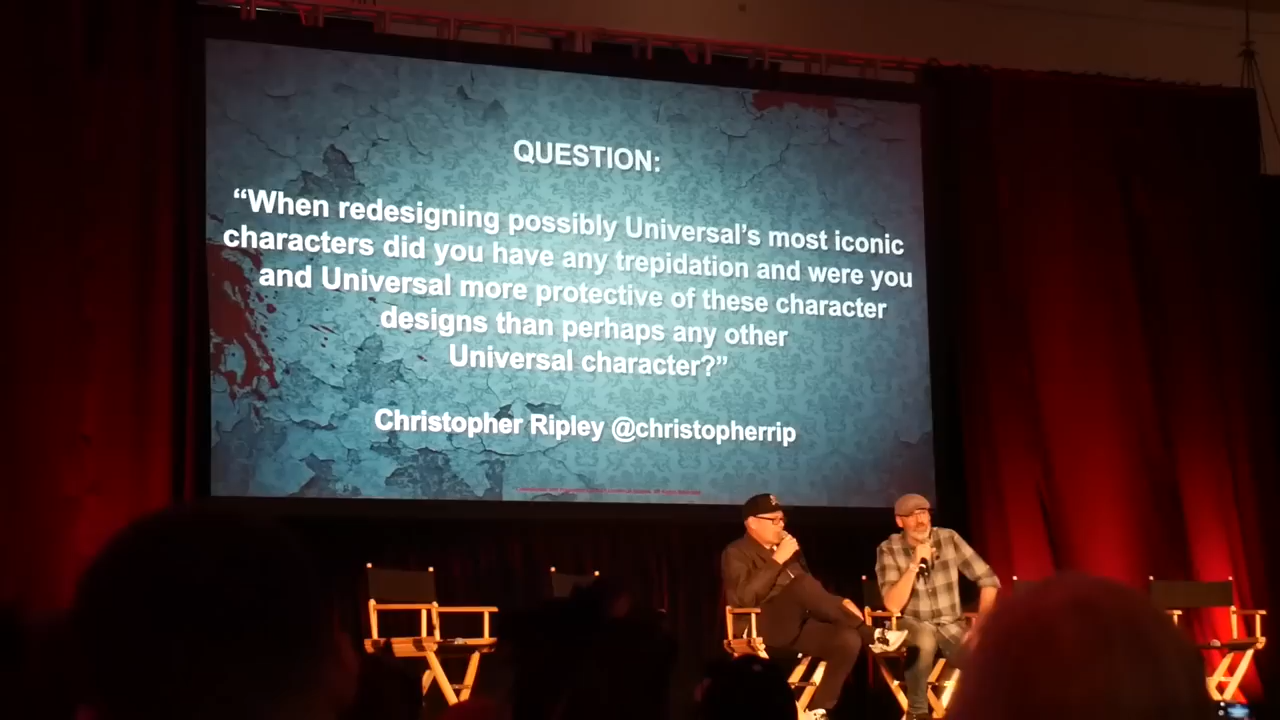 QUESTION:
“When redesigning possibly Universal’s most iconic
characters did you have any trepidation and were you
and Universal more protective of these character
designs than perhaps any other
Universal character?”
Christopher Ripley @christopherrip